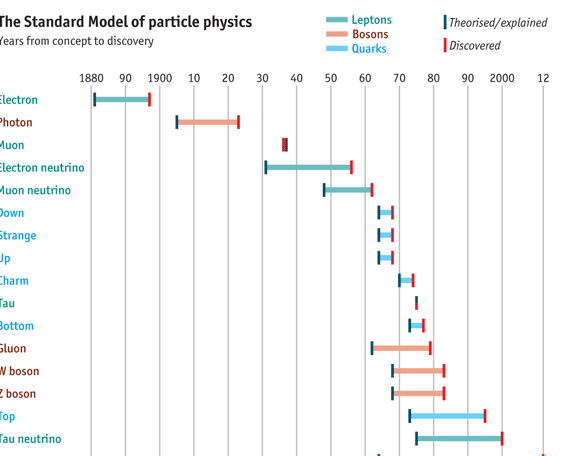 The Standard Model of particle physics
Years from concept to discovery
Leptons
Bosons
Quarks
Theorised/explained
Discovered
1880 90 1900 10 20 30 40 50 60 70 80 90 2000 12
Electron
Photon
Muon
Electron neutrino
Muon neutrino
Down
Strange
Up
Charm
Tau
Bottom
Gluon
W boson
Z boson
Top
Tau neutrino